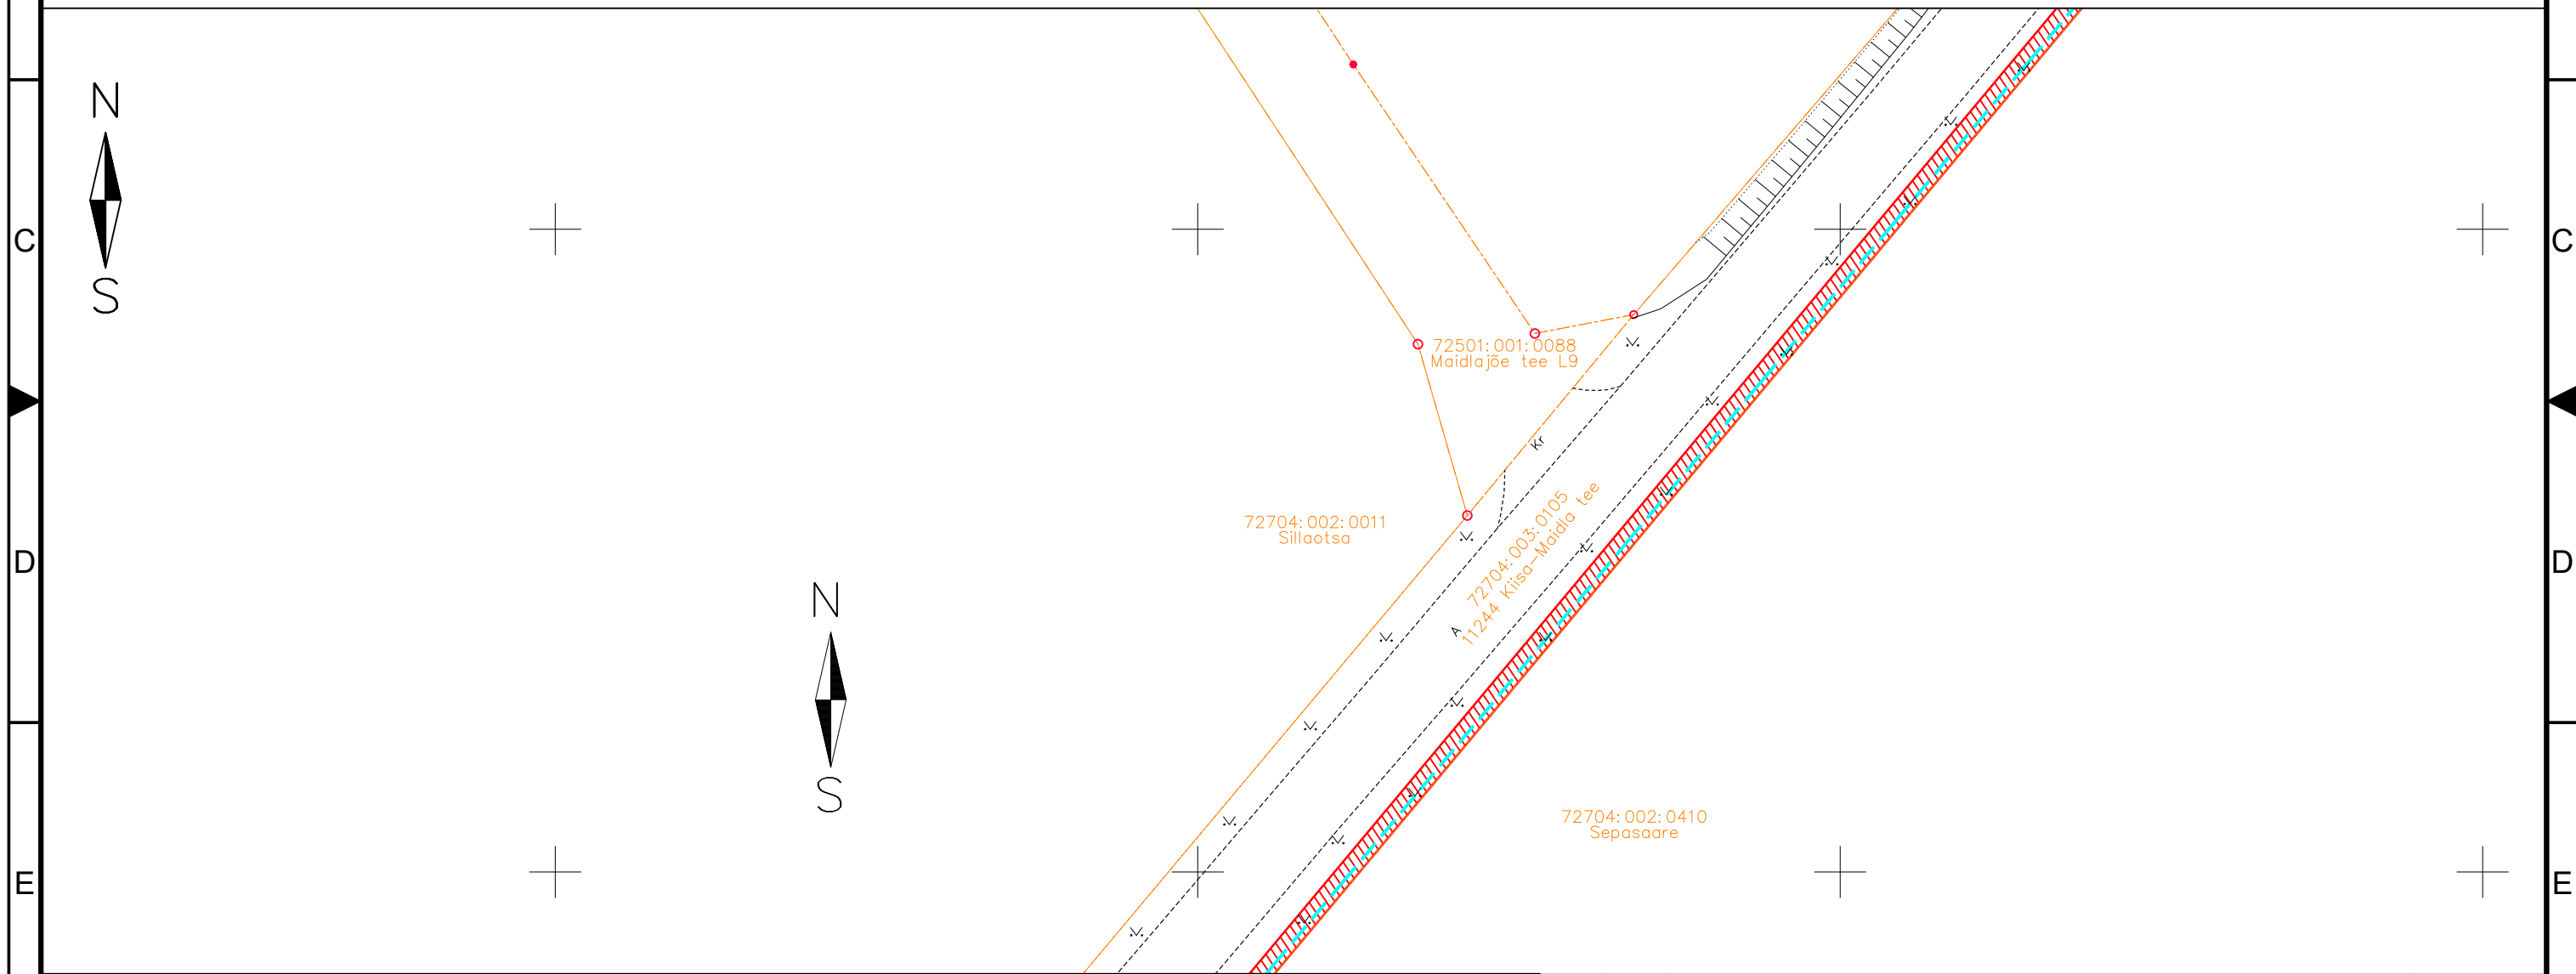 N
C
S
C
72501:001:0088
Maidlajõe tee L9
Kr
72704:002:0011
Sillaotsa
72704:003:0105
11244 Kiisa-Maidla tee
A
D
D
N
S
72704:002:0410
Sepasaare
E
E